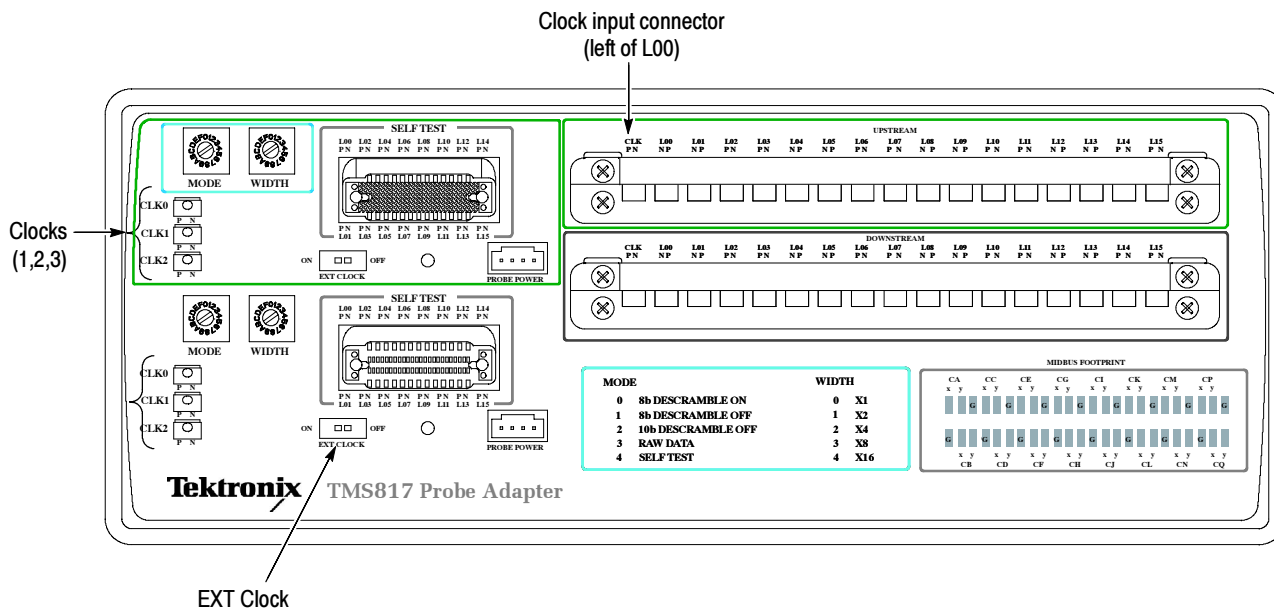 Clock input connector
(left of L00)
SELF TEST
L00 L02 L04 L06 L08 L10 L12 L14
P N P N P N P N P N P N P N P N
MODE
WIDTH
P N P N P N P N P N P N P N P N
L01 L03 L05 L07 L09 L11 L13 L15
UPSTREAM
CLK L00 L01 L02 L03 L04 L05 L06 L07 L08 L09 L10 L11 L12 L13 L14 L15
P N N P N P P N P N N P N P P N N P N P N P P N N P N P N P P N P N
Clocks
(1,2,3)
CLK0
P N
CLK1
P N
CLK2
P N
ON
OFF
EXT CLOCK
PROBE POWER
DOWNSTREAM
CLK L00 L01 L02 L03 L04 L05 L06 L07 L08 L09 L10 L11 L12 L13 L14 L15
P N N P N P P N P N N P N P P N N P N P N P P N N P N P N P P N P N
SELF TEST
L00 L02 L04 L06 L08 L10 L12 L14
P N P N P N P N P N P N P N P N
MODE
WIDTH
P N P N P N P N P N P N P N P N
L01 L03 L05 L07 L09 L11 L13 L15
CLK0
P N
CLK1
P N
CLK2
P N
ON
OFF
EXT CLOCK
PROBE POWER
MODE WIDTH
0 8b DESCRAMBLE ON 0 X1
1 8b DESCRAMBLE OFF 1 X2
2 10b DESCRAMBLE OFF 2 X4
3 RAW DATA 3 X8
4 SELF TEST 4 X16
MIDBUS FOOTPRINT
CA CC CE CG CI CK CM CP
x y x y x y x y x y x y x y x y
G G G G G G G G
G G G G G G G G
x y x y x y x y x y x y x y x y
CB CD CF CH CJ CL CN CQ
Tektronix TMS817 Probe Adapter
EXT Clock